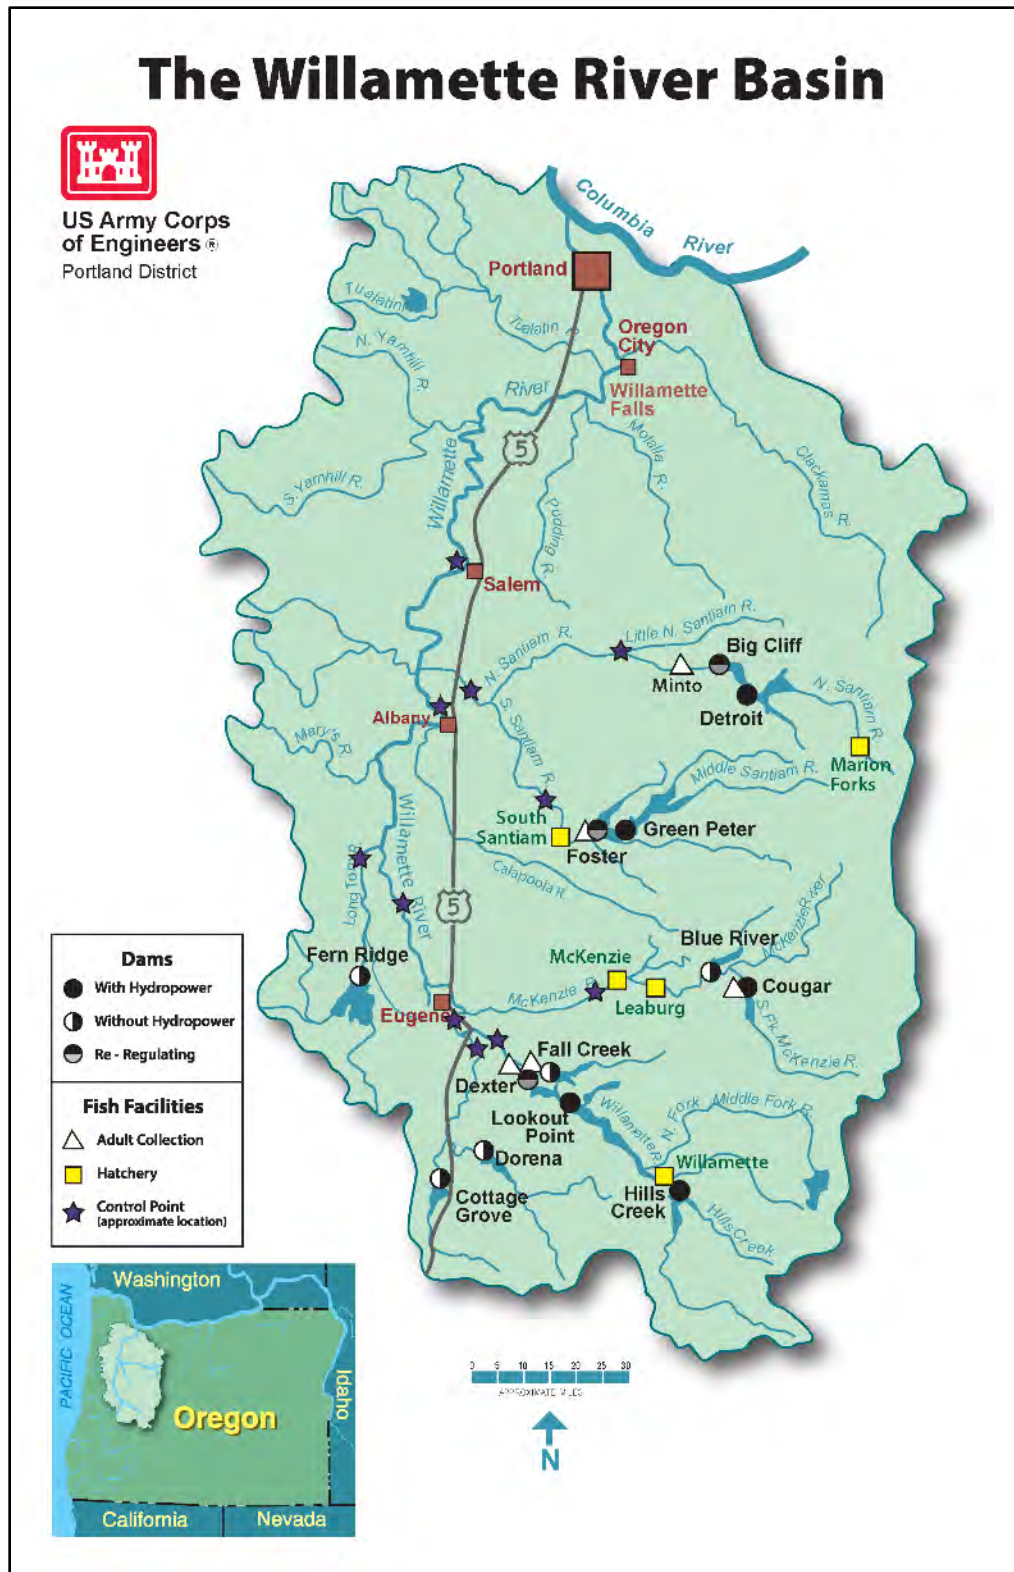 The Willamette River Basin
US Army Corps
of Engineers ®
Portland District
Columbia River
Portland
Oregon
City
Willamette
Falls
Tualatin
Tualatin R.
N. Yamhill R.
S. Yamhill R.
River
Willamette
5
Molalla R.
Pudding R.
Clackamas R.
Salem
N. Santiam R.
Little N. Santiam R.
Big Cliff
Minto
Detroit
N. Santiam R.
Marion
Forks
Albany
Mary's R.
S. Santiam R.
Middle Santiam R.
South
Santiam
Foster
Green Peter
Calapooia R.
Willamette River
Long Tom R.
5
Fern Ridge
Blue River
McKenzie River
McKenzie
McKenzie R.
Leaburg
Cougar
S. Fk. McKenzie R.
Eugene
Fall Creek
Dexter
Lookout
Point
Willamette R.
N. Fork Middle Fork R.
Dorena
Willamette
Cottage
Grove
Hills
Creek
Hills Creek
Dams
With Hydropower
Without Hydropower
Re - Regulating
Fish Facilities
Adult Collection
Hatchery
Control Point
(approximate location)
Washington
PACIFIC OCEAN
Idaho
Oregon
California
Nevada
0 5 10 15 20 25 30
APPROXIMATE MILES
N